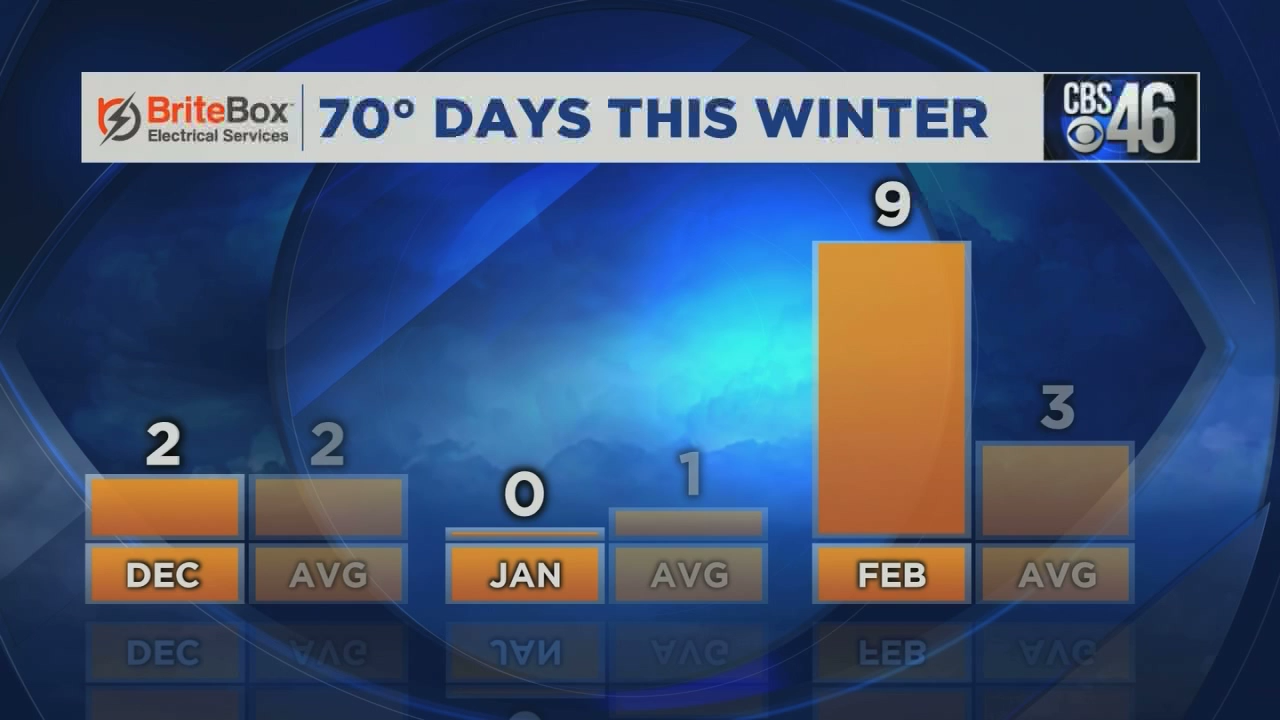 BriteBox
Electrical Services
70° DAYS THIS WINTER
CBS 46
2
2
0
1
9
3
DEC
AVG
JAN
AVG
FEB
AVG